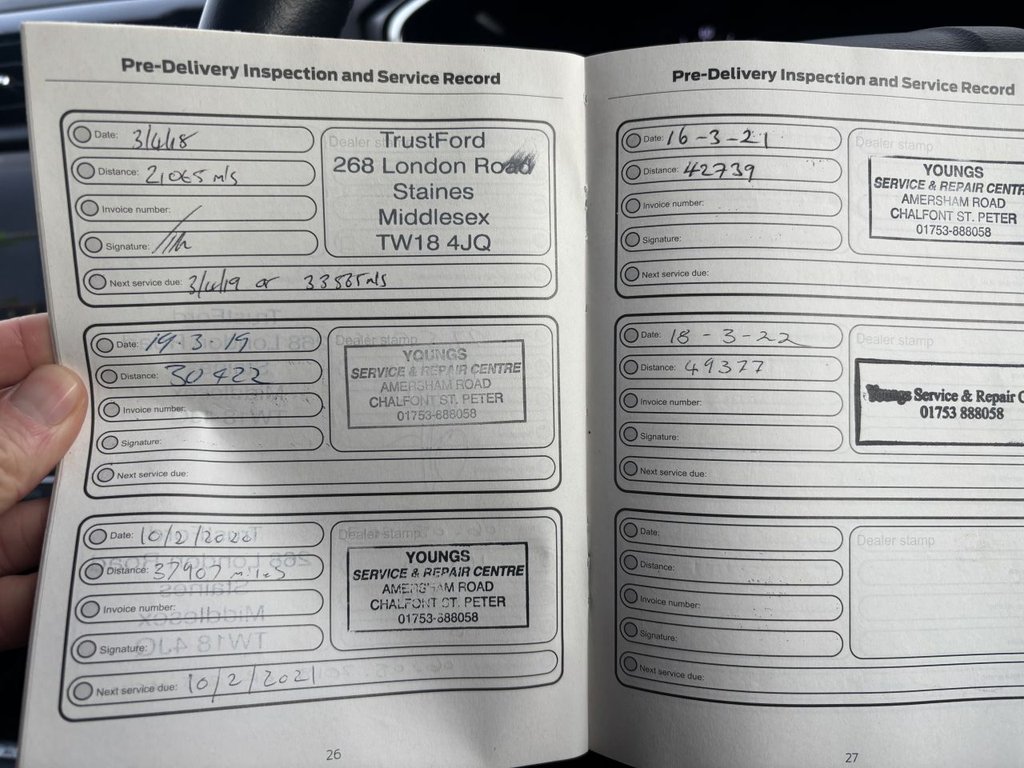 Pre-Delivery Inspection and Service Record
Date: 3/4/18
Distance: 21065 m/s
Invoice number:
Signature:
Next service due: 3/4/19 or 33565 m/s
Dealer stamp
TrustFord
268 London Road
Staines
Middlesex
TW18 4JQ
Date: 19.3.19
Distance: 30422
Invoice number:
Signature:
Next service due:
Dealer stamp
YOUNGS
SERVICE & REPAIR CENTRE
AMERSHAM ROAD
CHALFONT ST. PETER
01753-888058
Date: 10/2/2020
Distance: 37907 miles
Invoice number:
Signature:
Next service due: 10/2/2021
Dealer stamp
YOUNGS
SERVICE & REPAIR CENTRE
AMERSHAM ROAD
CHALFONT ST. PETER
01753-888058
26
Pre-Delivery Inspection and Service Record
Date: 16-3-21
Distance: 42739
Invoice number:
Signature:
Next service due:
Dealer stamp
YOUNGS
SERVICE & REPAIR CENTR
AMERSHAM ROAD
CHALFONT ST. PETER
01753-888058
Date: 18-3-22
Distance: 49377
Invoice number:
Signature:
Next service due:
Dealer stamp
Youngs Service & Repair C
01753 888058
Date:
Distance:
Invoice number:
Signature:
Next service due:
Dealer stamp
27